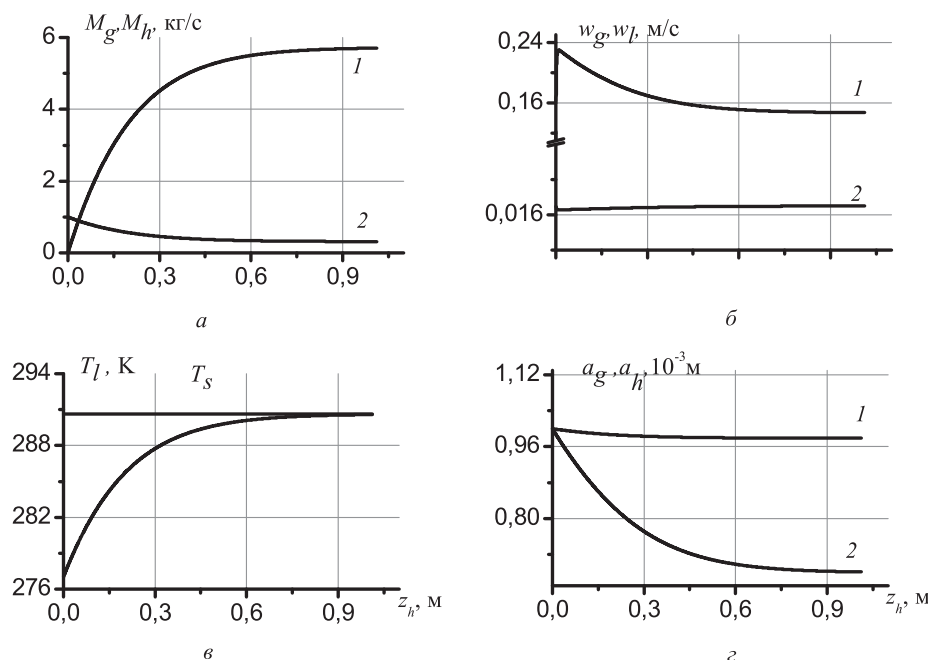 M_g, M_h, кг/с
6
4
2
0
1
2
0,0 0,3 0,6 0,9
а
w_g, w_l, м/с
0,24
0,16
0,016
1
2
б
T_l, К
T_s
294
288
282
276
0,0 0,3 0,6 0,9 z_h, м
в
a_g, a_h, 10^-3 м
1,12
0,96
0,80
1
2
0,0 0,3 0,6 0,9 z_h, м
г